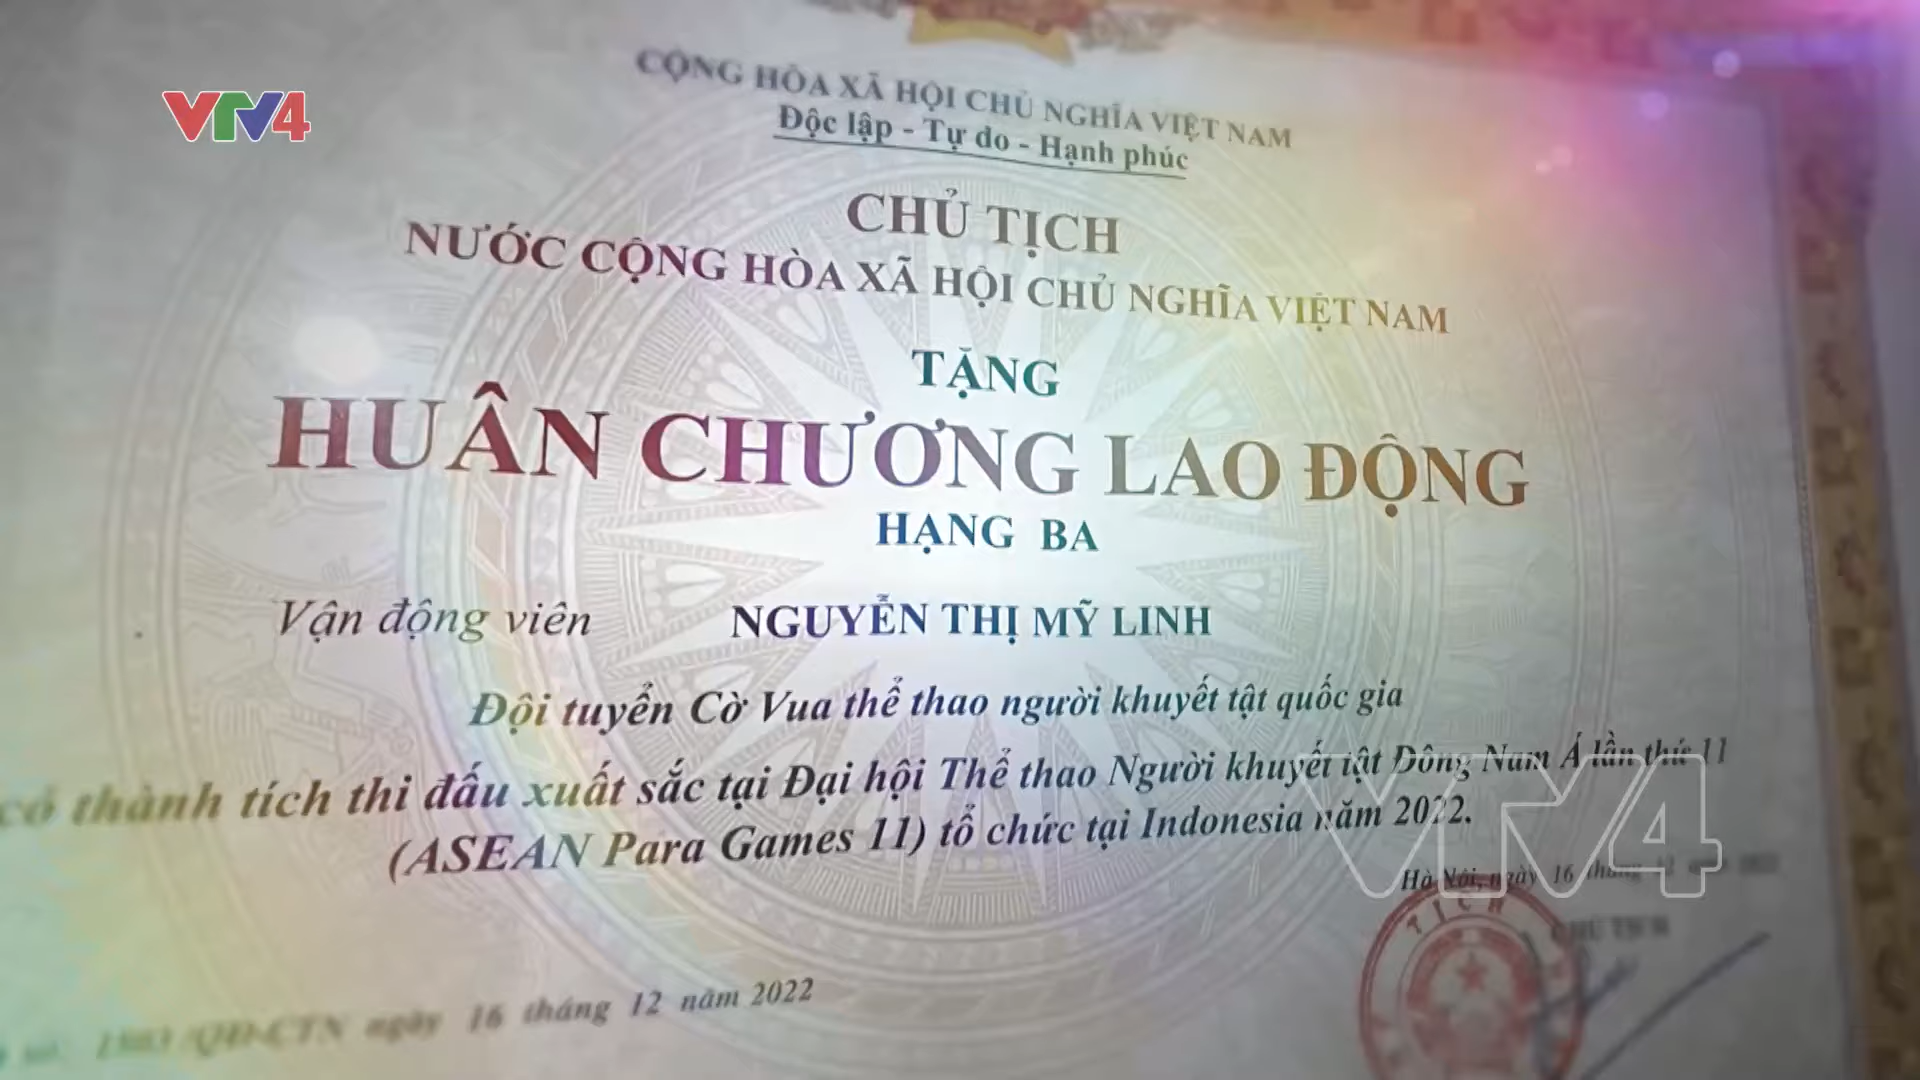 VTV4
CỘNG HÒA XÃ HỘI CHỦ NGHĨA VIỆT NAM
Độc lập - Tự do - Hạnh phúc
CHỦ TỊCH
NƯỚC CỘNG HÒA XÃ HỘI CHỦ NGHĨA VIỆT NAM
TẶNG
HUÂN CHƯƠNG LAO ĐỘNG
HẠNG BA
Vận động viên NGUYỄN THỊ MỸ LINH
Đội tuyển Cờ Vua thể thao người khuyết tật quốc gia
có thành tích thi đấu xuất sắc tại Đại hội Thể thao Người khuyết tật Đông Nam Á lần thứ 11
(ASEAN Para Games 11) tổ chức tại Indonesia năm 2022.
VTV4
Hà Nội, ngày 16 tháng 12 năm
CHỦ TỊCH
TỊCH
/QĐ-CTN ngày 16 tháng 12 năm 2022